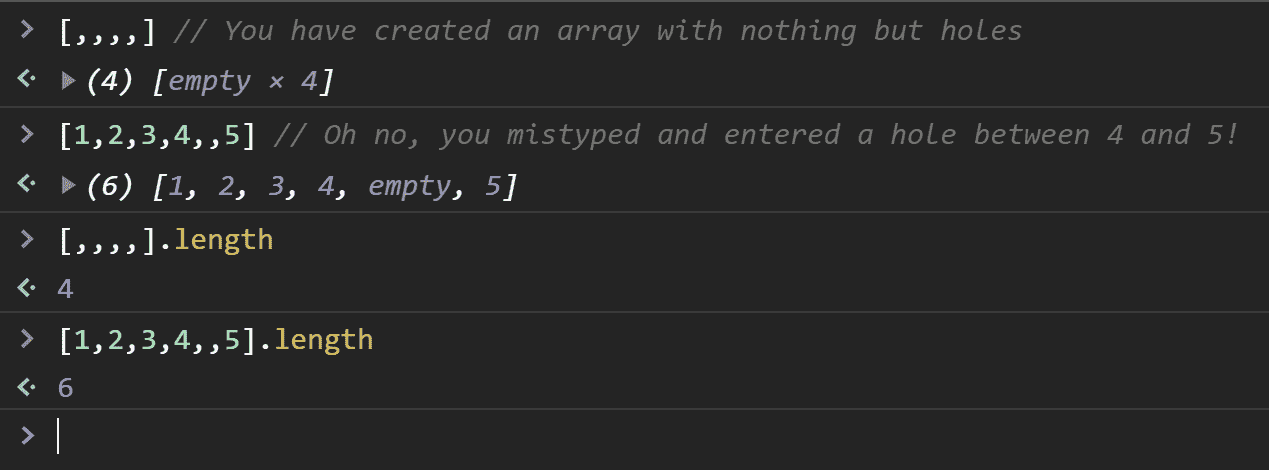 > [,,,,] // You have created an array with nothing but holes
(4) [empty × 4]
> [1,2,3,4,,5] // Oh no, you mistyped and entered a hole between 4 and 5!
(6) [1, 2, 3, 4, empty, 5]
> [,,,,].length
4
> [1,2,3,4,,5].length
6
>